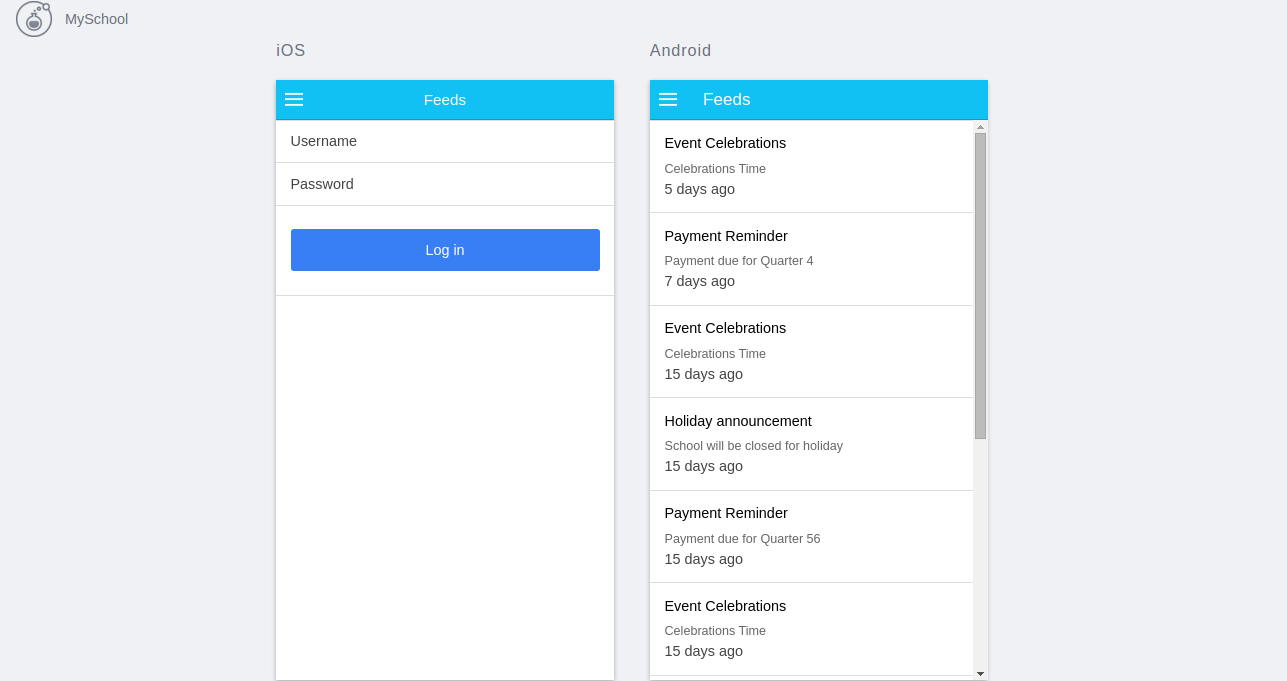 MySchool
iOS
Feeds
Username
Password
Log in
Android
Feeds
Event Celebrations
Celebrations Time
5 days ago
Payment Reminder
Payment due for Quarter 4
7 days ago
Event Celebrations
Celebrations Time
15 days ago
Holiday announcement
School will be closed for holiday
15 days ago
Payment Reminder
Payment due for Quarter 56
15 days ago
Event Celebrations
Celebrations Time
15 days ago